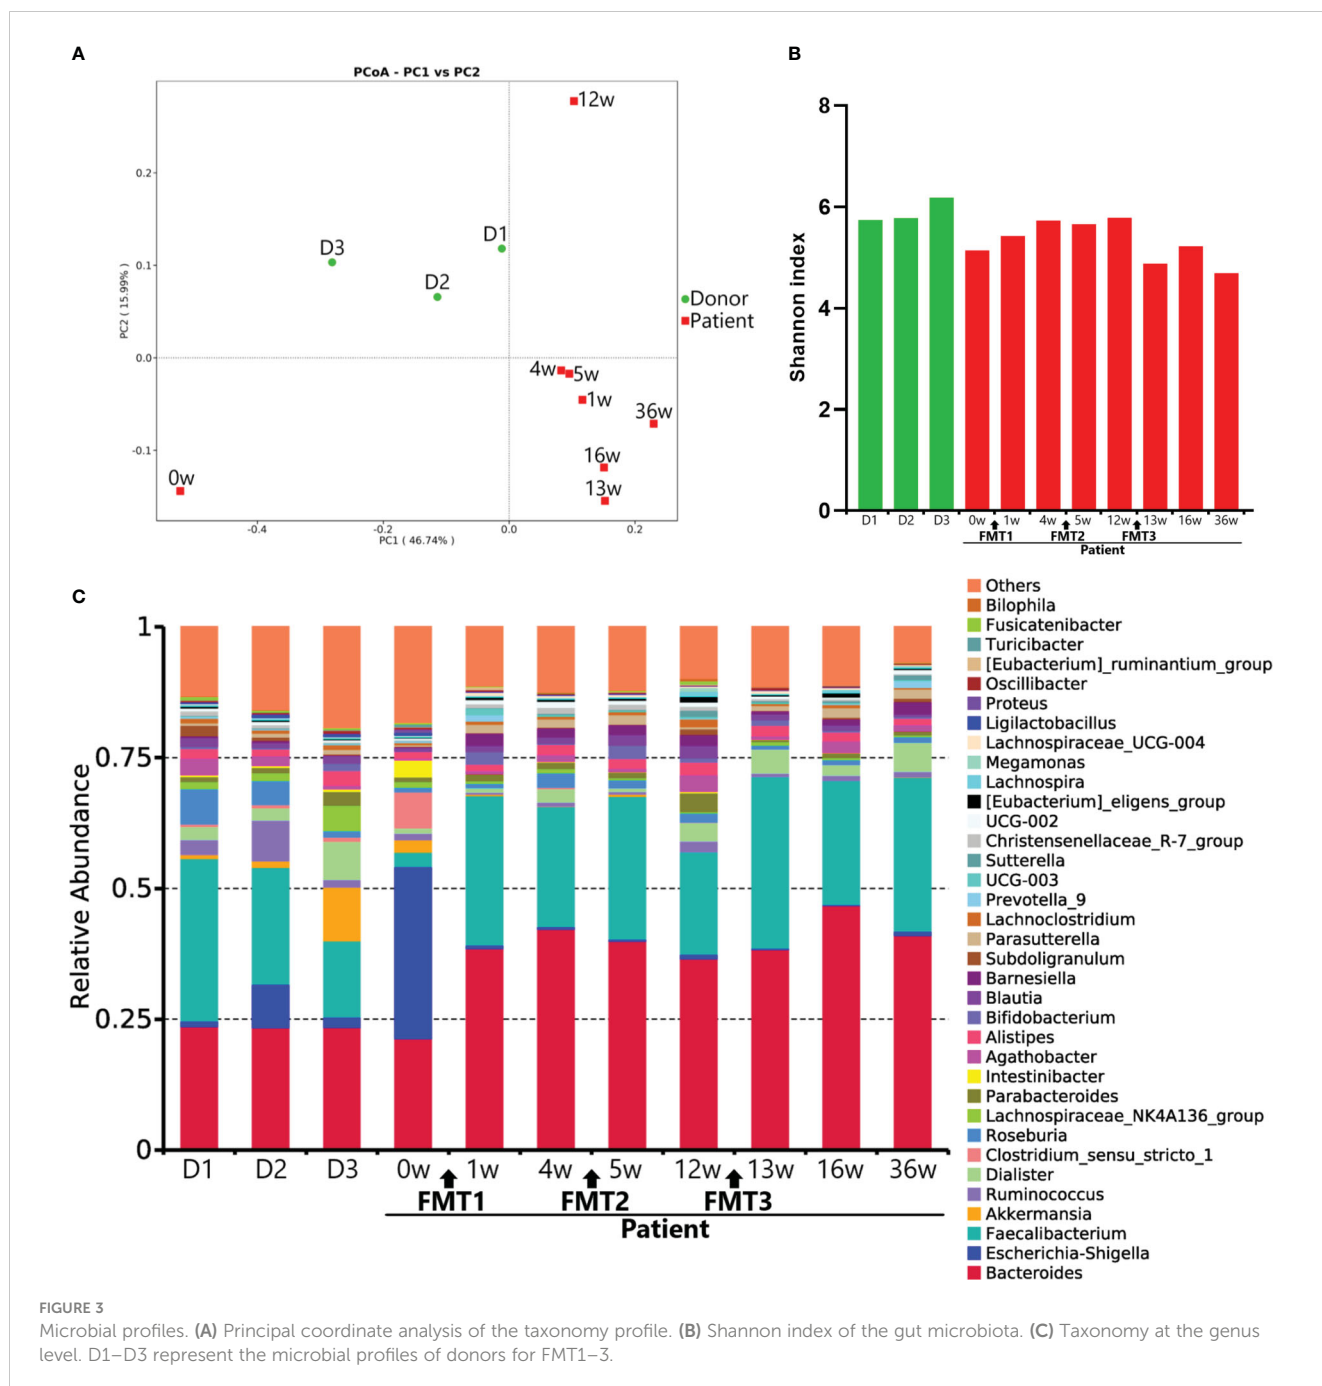 A
PCoA - PC1 vs PC2
12w
0.2
D3
D1
D2
0.1
PC2 ( 15.99% )
0.0
4w
5w
1w
36w
-0.1
16w
13w
0w
-0.4
-0.2
0.0
0.2
PC1 ( 46.74% )
Donor
Patient
B
8
6
4
2
0
Shannon index
D1 D2 D3 0w 1w 4w 5w 12w 13w 16w 36w
FMT1 FMT2 FMT3
Patient
C
1
0.75
0.5
0.25
0
Relative Abundance
D1 D2 D3 0w 1w 4w 5w 12w 13w 16w 36w
FMT1 FMT2 FMT3
Patient
Others
Bilophila
Fusicatenibacter
Turicibacter
[Eubacterium]_ruminantium_group
Oscillibacter
Proteus
Ligilactobacillus
Lachnospiraceae_UCG-004
Megamonas
Lachnospira
[Eubacterium]_eligens_group
UCG-002
Christensenellaceae_R-7_group
Sutterella
UCG-003
Prevotella_9
Lachnoclostridium
Parasutterella
Subdoligranulum
Barnesiella
Blautia
Bifidobacterium
Alistipes
Agathobacter
Intestinibacter
Parabacteroides
Lachnospiraceae_NK4A136_group
Roseburia
Clostridium_sensu_stricto_1
Dialister
Ruminococcus
Akkermansia
Faecalibacterium
Escherichia-Shigella
Bacteroides
FIGURE 3
Microbial profiles. (A) Principal coordinate analysis of the taxonomy profile. (B) Shannon index of the gut microbiota. (C) Taxonomy at the genus
level. D1–D3 represent the microbial profiles of donors for FMT1–3.